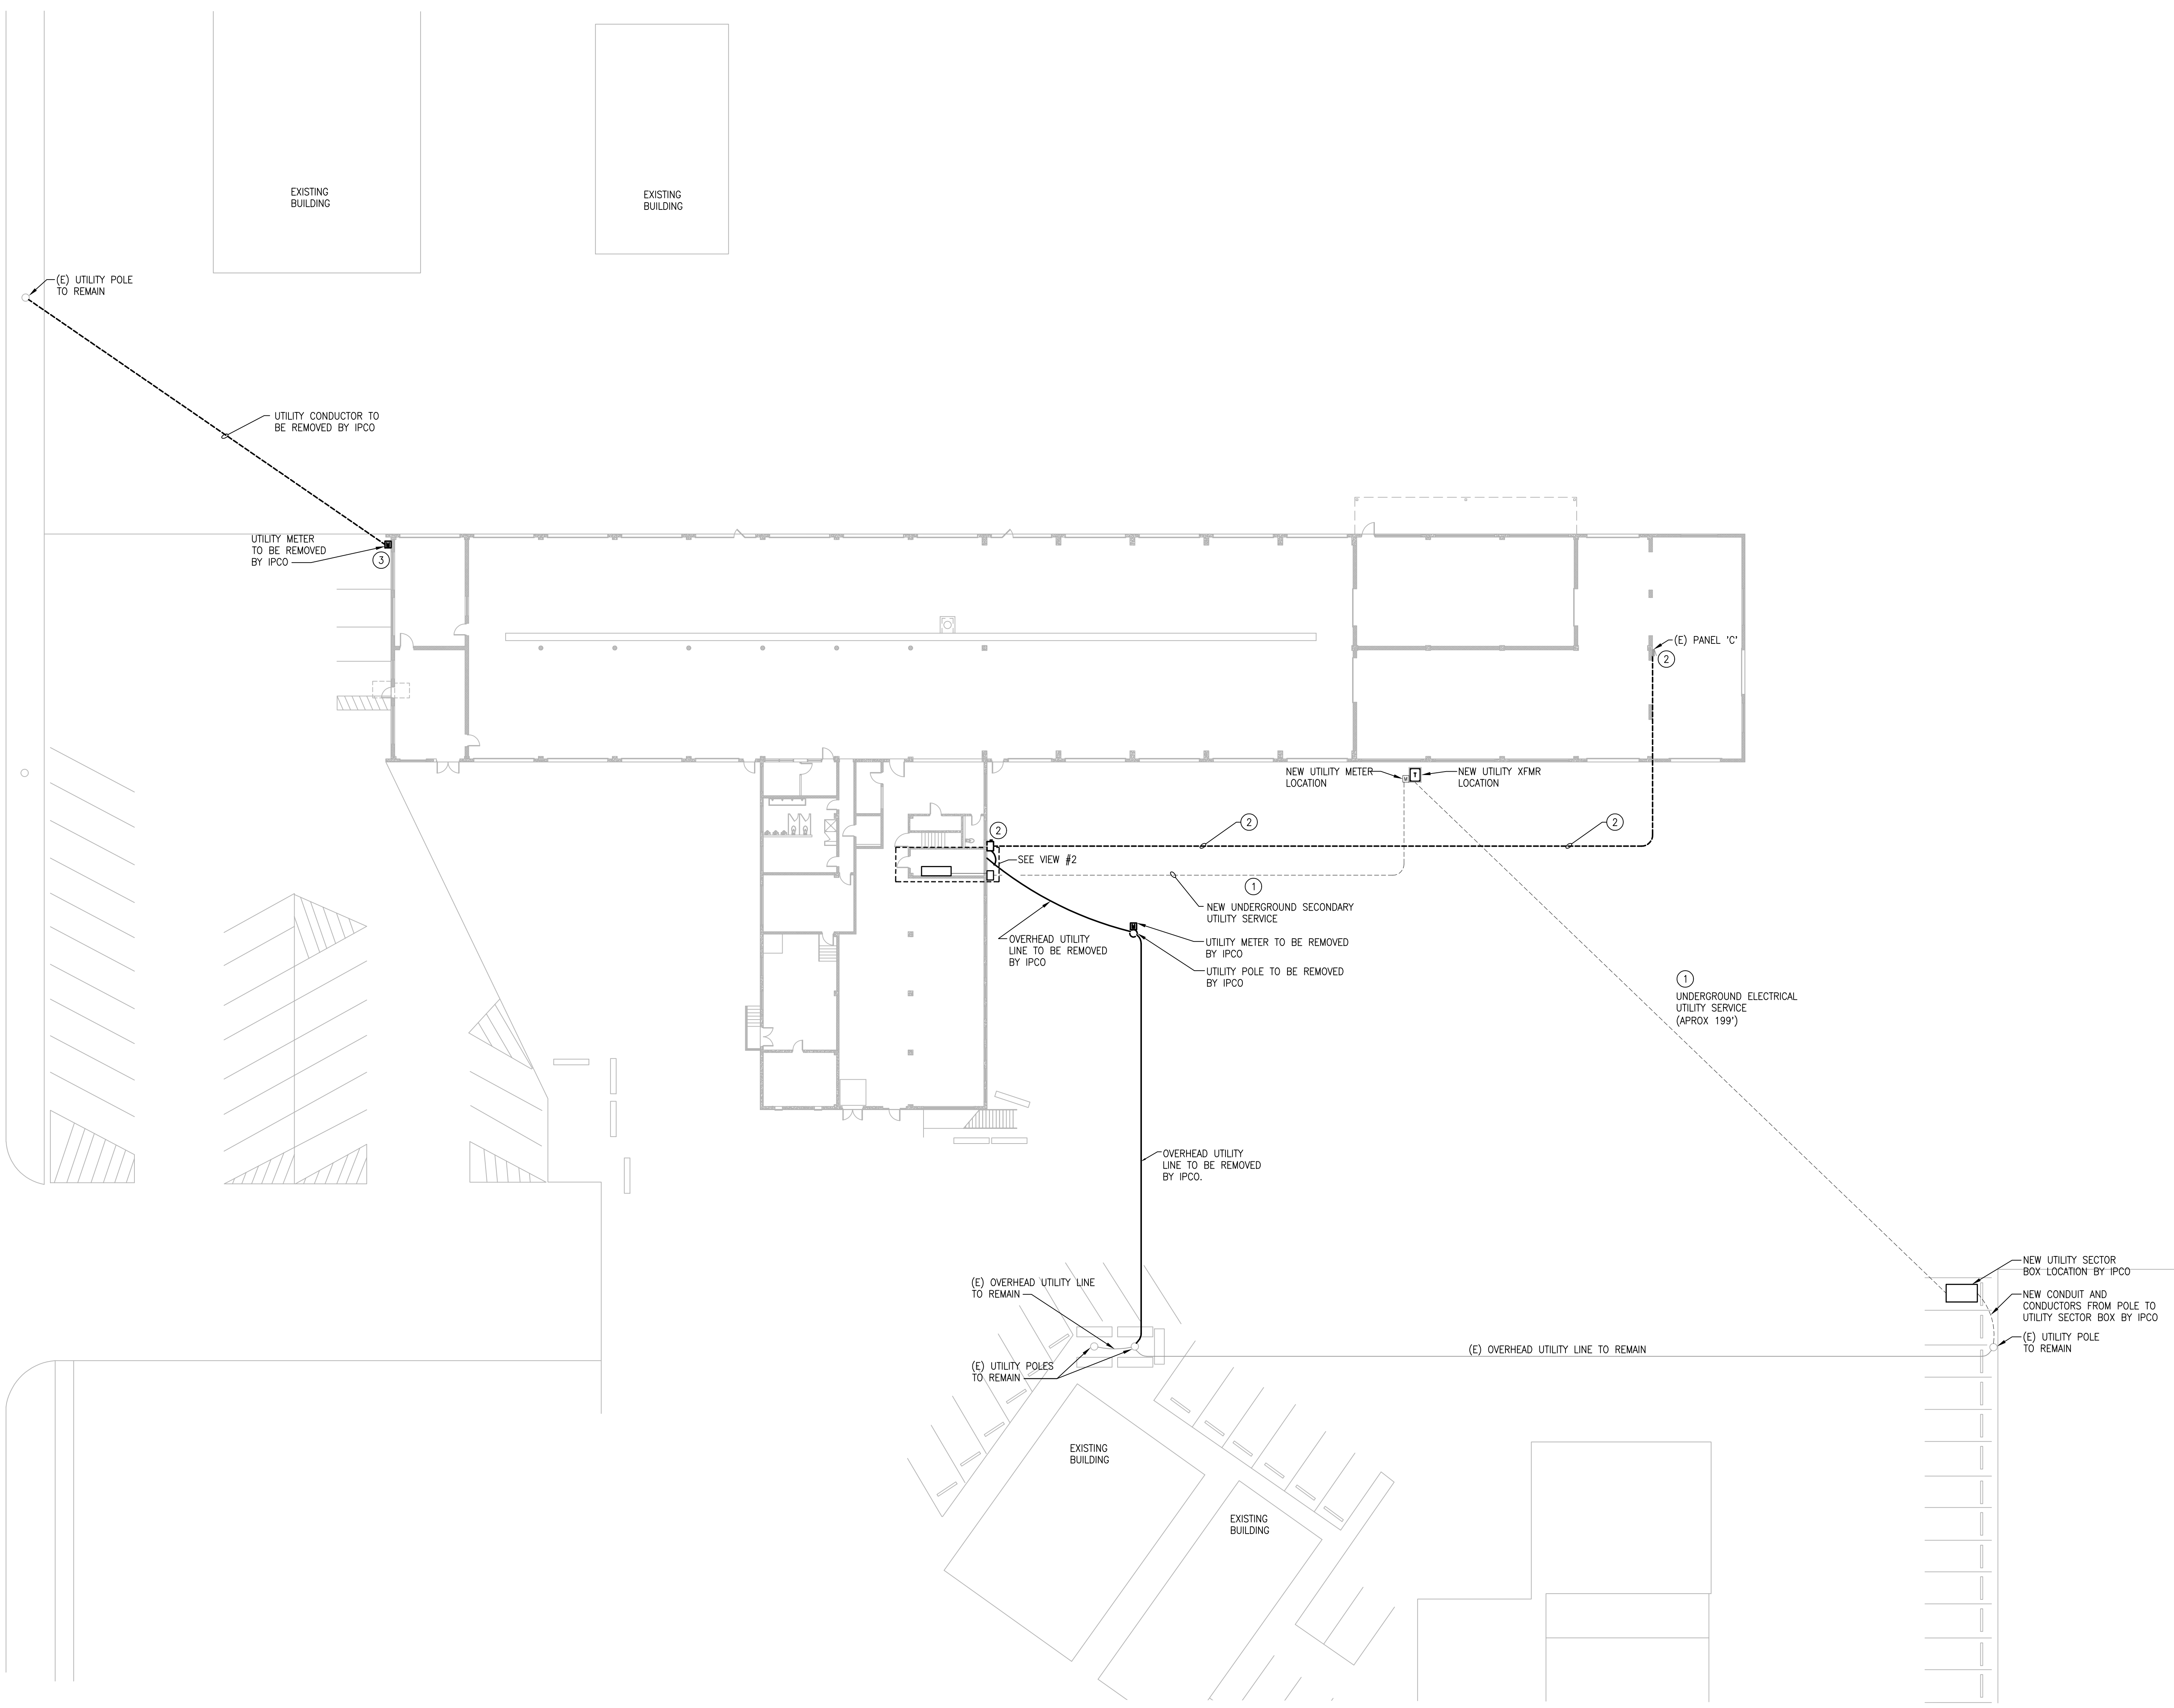 EXISTING
BUILDING
EXISTING
BUILDING
(E) UTILITY POLE
TO REMAIN
UTILITY CONDUCTOR TO
BE REMOVED BY IPCO
UTILITY METER
TO BE REMOVED
BY IPCO
3
(E) PANEL 'C'
2
NEW UTILITY METER
LOCATION
M
T
NEW UTILITY XFMR
LOCATION
2
2
2
SEE VIEW #2
1
NEW UNDERGROUND SECONDARY
UTILITY SERVICE
OVERHEAD UTILITY
LINE TO BE REMOVED
BY IPCO
UTILITY METER TO BE REMOVED
BY IPCO
UTILITY POLE TO BE REMOVED
BY IPCO
1
UNDERGROUND ELECTRICAL
UTILITY SERVICE
(APROX 199')
OVERHEAD UTILITY
LINE TO BE REMOVED
BY IPCO.
NEW UTILITY SECTOR
BOX LOCATION BY IPCO
NEW CONDUIT AND
CONDUCTORS FROM POLE TO
UTILITY SECTOR BOX BY IPCO
(E) UTILITY POLE
TO REMAIN
(E) OVERHEAD UTILITY LINE
TO REMAIN
(E) OVERHEAD UTILITY LINE TO REMAIN
(E) UTILITY POLES
TO REMAIN
EXISTING
BUILDING
EXISTING
BUILDING